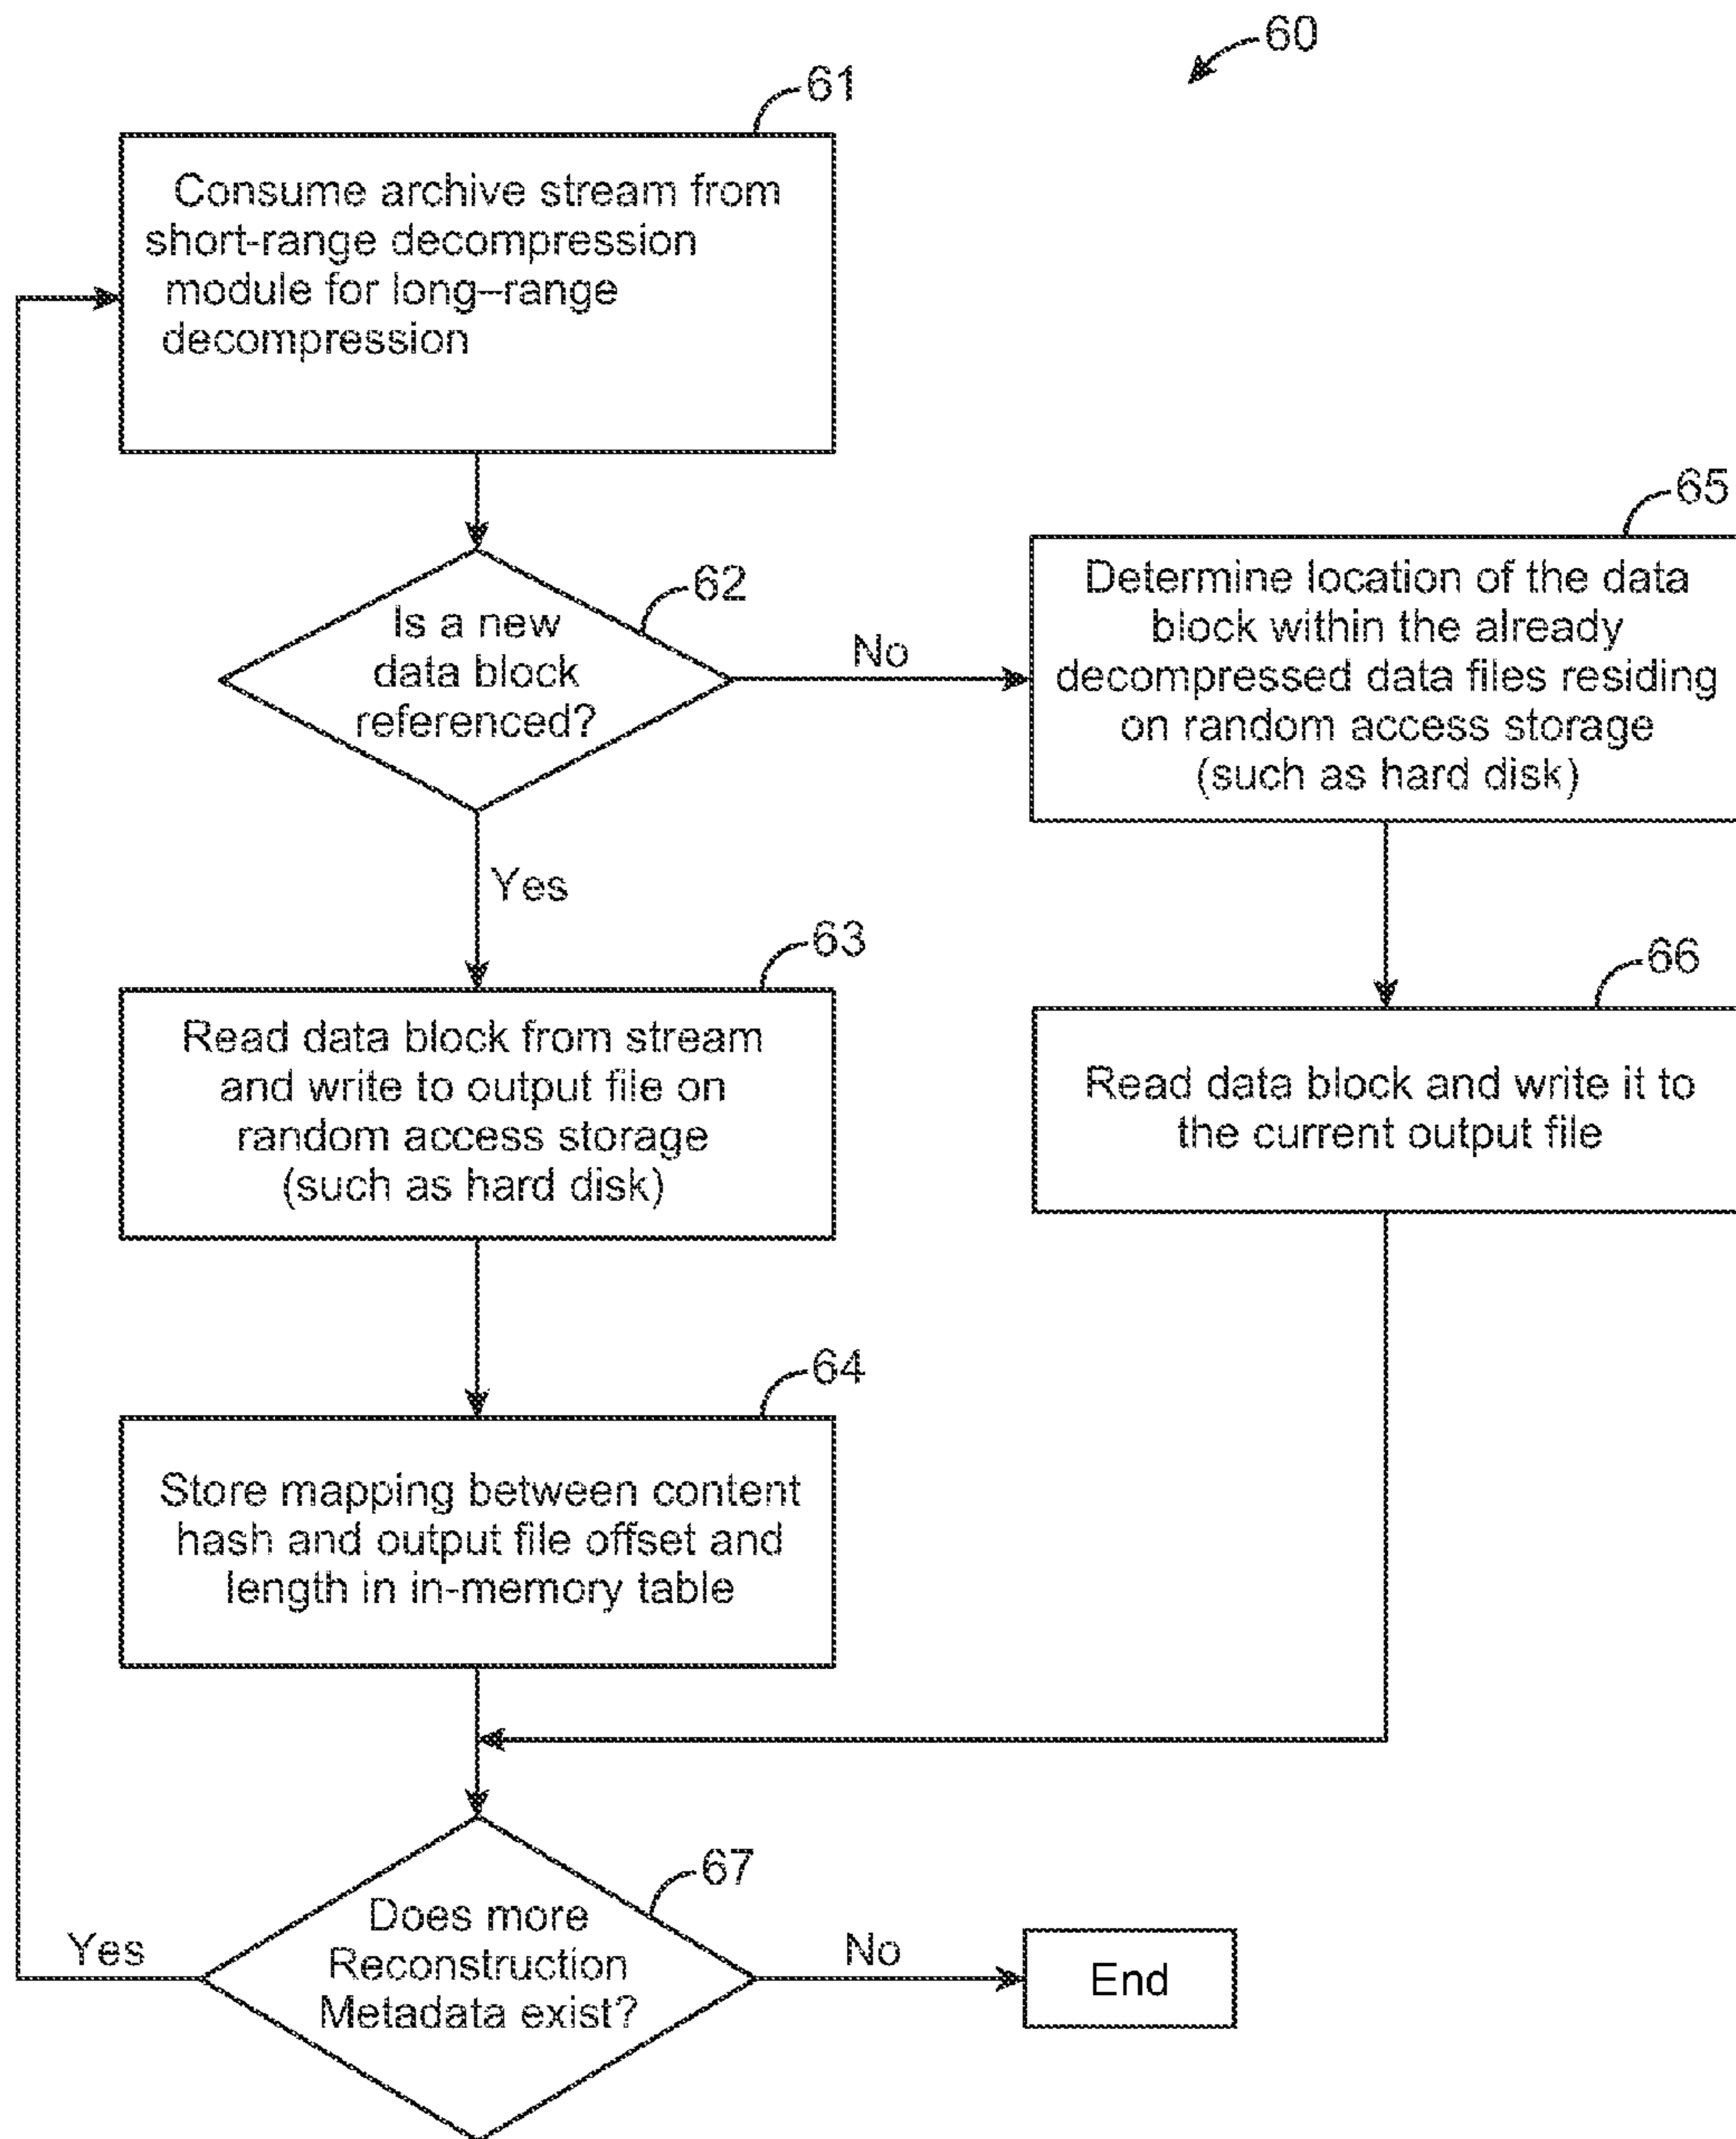 60
61
Consume archive stream from
short-range decompression
module for long–range
decompression
62
Is a new
data block
referenced?
No
65
Determine location of the data
block within the already
decompressed data files residing
on random access storage
(such as hard disk)
Yes
63
Read data block from stream
and write to output file on
random access storage
(such as hard disk)
66
Read data block and write it to
the current output file
64
Store mapping between content
hash and output file offset and
length in in-memory table
67
Does more
Reconstruction
Metadata exist?
Yes
No
End